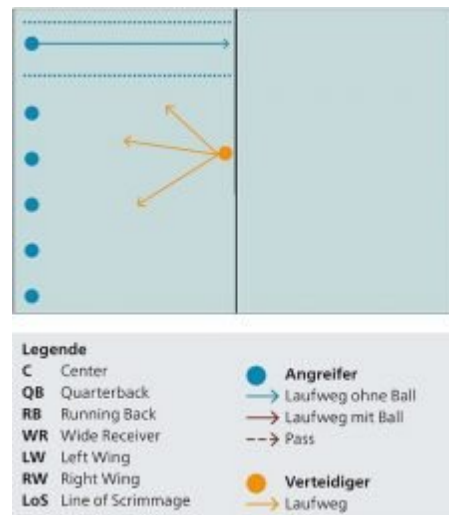 Legende
C Center
QB Quarterback
RB Running Back
WR Wide Receiver
LW Left Wing
RW Right Wing
LoS Line of Scrimmage
Angreifer
Laufweg ohne Ball
Laufweg mit Ball
Pass
Verteidiger
Laufweg